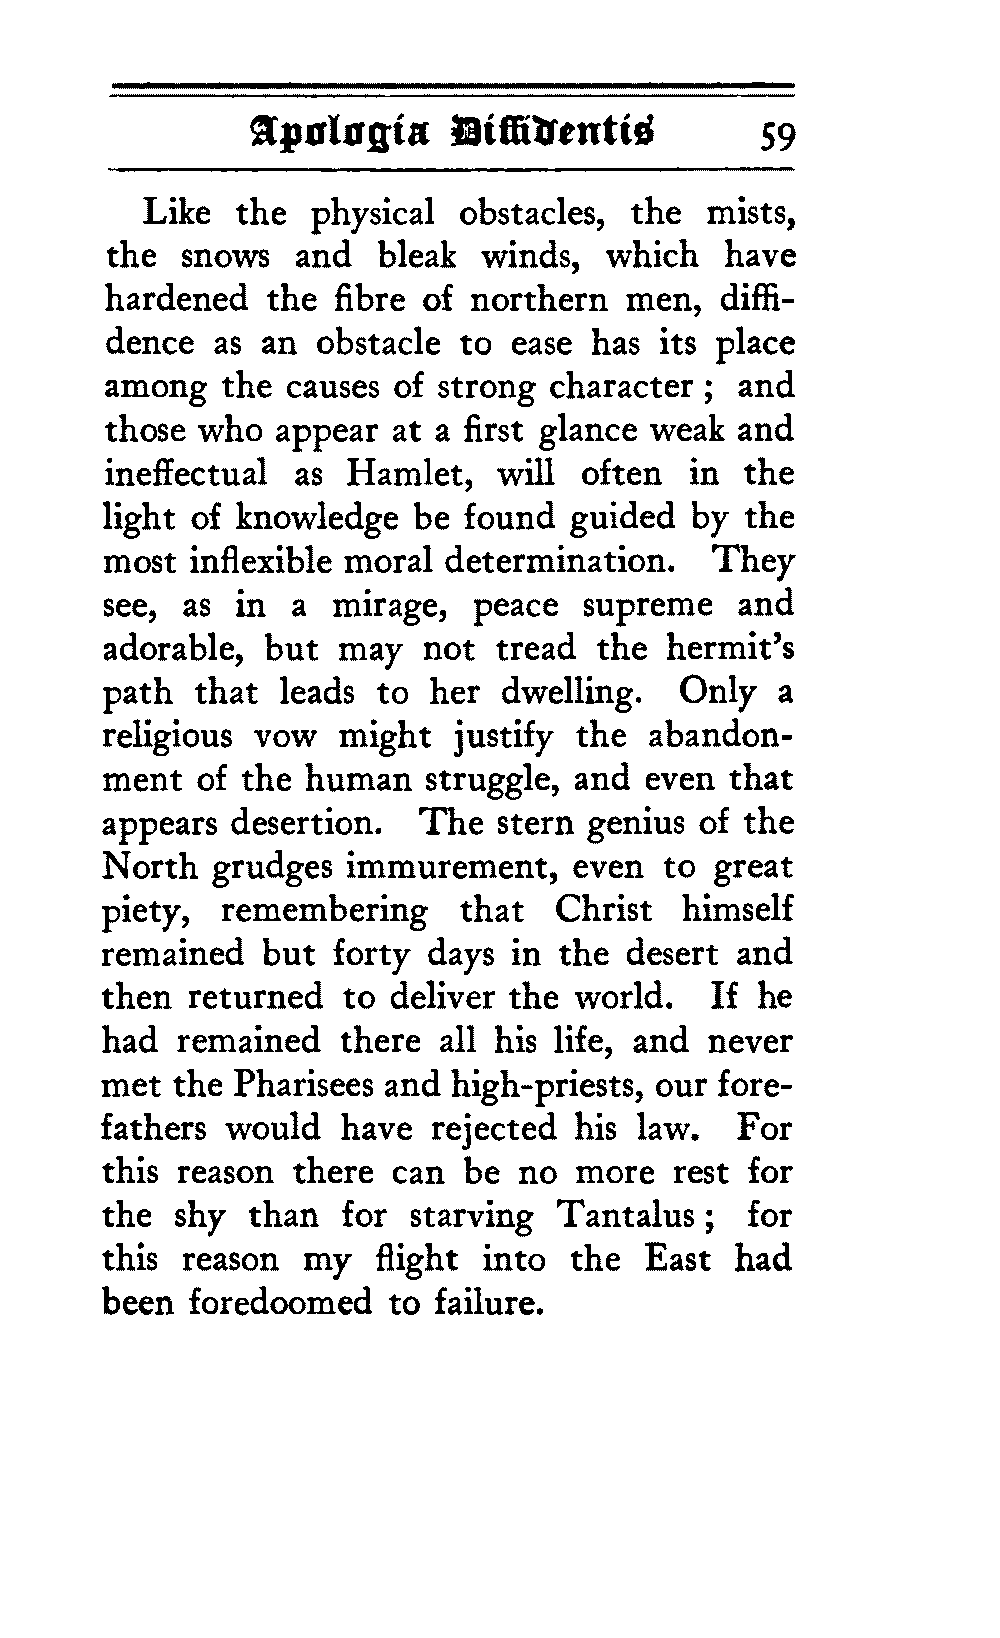 Apologia Diffidentis 59
Like the physical obstacles, the mists,
the snows and bleak winds, which have
hardened the fibre of northern men, diffi-
dence as an obstacle to ease has its place
among the causes of strong character ; and
those who appear at a first glance weak and
ineffectual as Hamlet, will often in the
light of knowledge be found guided by the
most inflexible moral determination. They
see, as in a mirage, peace supreme and
adorable, but may not tread the hermit's
path that leads to her dwelling. Only a
religious vow might justify the abandon-
ment of the human struggle, and even that
appears desertion. The stern genius of the
North grudges immurement, even to great
piety, remembering that Christ himself
remained but forty days in the desert and
then returned to deliver the world. If he
had remained there all his life, and never
met the Pharisees and high-priests, our fore-
fathers would have rejected his law. For
this reason there can be no more rest for
the shy than for starving Tantalus ; for
this reason my flight into the East had
been foredoomed to failure.